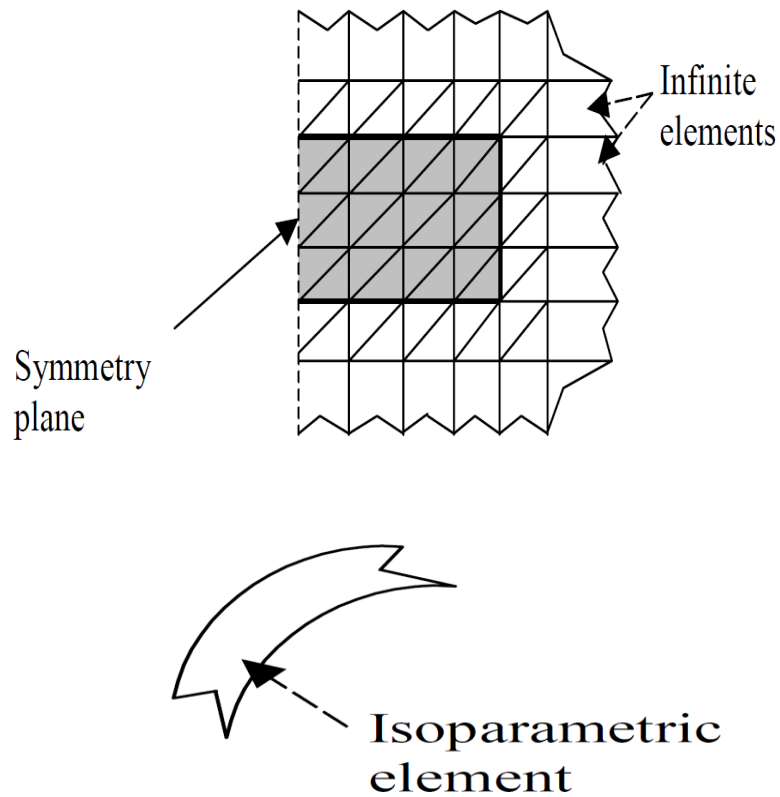 Infinite
elements
Symmetry
plane
Isoparametric
element